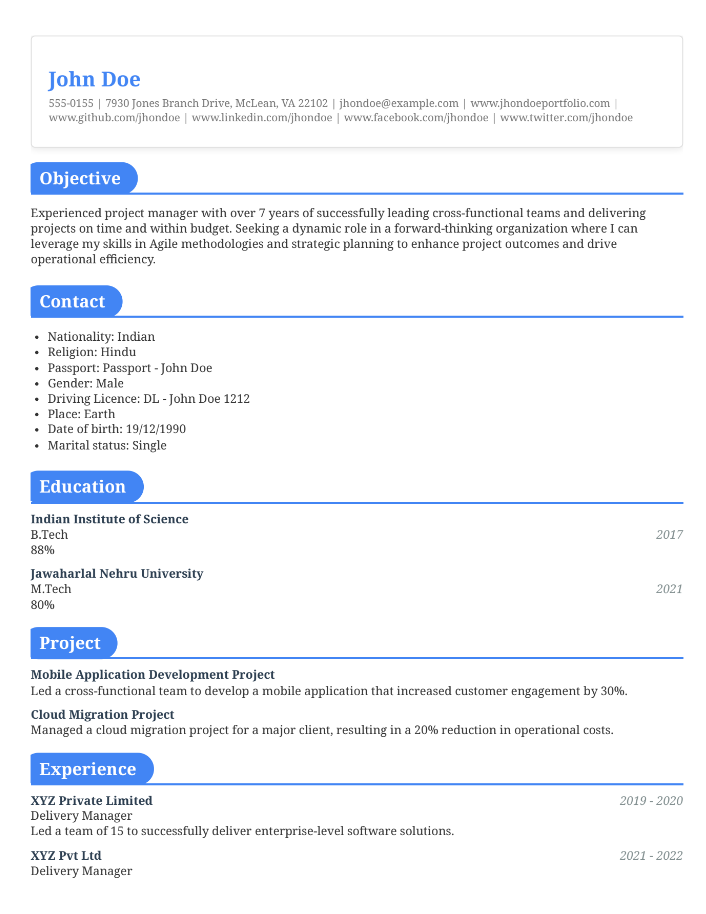 John Doe
555-0155 | 7930 Jones Branch Drive, McLean, VA 22102 | jhondoe@example.com | www.jhondoeportfolio.com |
www.github.com/jhondoe | www.linkedin.com/jhondoe | www.facebook.com/jhondoe | www.twitter.com/jhondoe
Objective
Experienced project manager with over 7 years of successfully leading cross-functional teams and delivering
projects on time and within budget. Seeking a dynamic role in a forward-thinking organization where I can
leverage my skills in Agile methodologies and strategic planning to enhance project outcomes and drive
operational efficiency.
Contact
• Nationality: Indian
• Religion: Hindu
• Passport: Passport - John Doe
• Gender: Male
• Driving Licence: DL - John Doe 1212
• Place: Earth
• Date of birth: 19/12/1990
• Marital status: Single
Education
Indian Institute of Science
B.Tech 2017
88%
Jawaharlal Nehru University
M.Tech 2021
80%
Project
Mobile Application Development Project
Led a cross-functional team to develop a mobile application that increased customer engagement by 30%.
Cloud Migration Project
Managed a cloud migration project for a major client, resulting in a 20% reduction in operational costs.
Experience
XYZ Private Limited 2019 - 2020
Delivery Manager
Led a team of 15 to successfully deliver enterprise-level software solutions.
XYZ Pvt Ltd 2021 - 2022
Delivery Manager